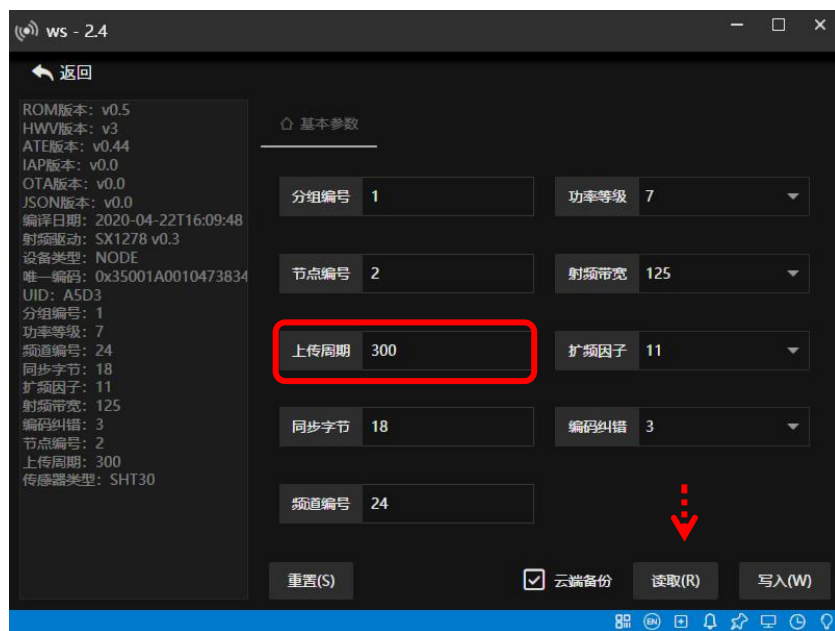 ws - 2.4
返回
ROM版本：v0.5
HWV版本：v3
ATE版本：v0.44
IAP版本：v0.0
OTA版本：v0.0
JSON版本：v0.0
编译日期：2020-04-22T16:09:48
射频驱动：SX1278 v0.3
设备类型：NODE
唯一编码：0x35001A0010473834
UID：A5D3
分组编号：1
功率等级：7
频道编号：24
同步字节：18
扩频因子：11
射频带宽：125
编码纠错：3
节点编号：2
上传周期：300
传感器类型：SHT30
基本参数
分组编号 1 功率等级 7
节点编号 2 射频带宽 125
上传周期 300 扩频因子 11
同步字节 18 编码纠错 3
频道编号 24
重置(S) 云端备份 读取(R) 写入(W)
EN